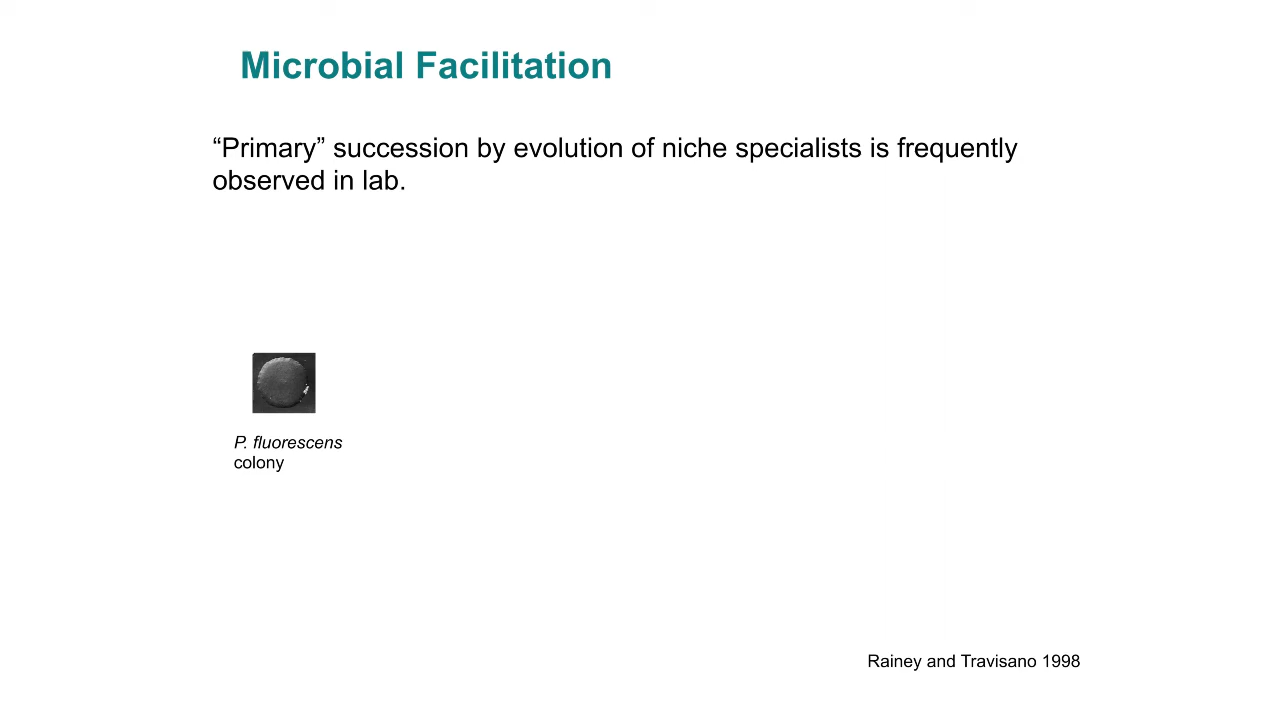 Microbial Facilitation
“Primary” succession by evolution of niche specialists is frequently
observed in lab.
P. fluorescens
colony
Rainey and Travisano 1998